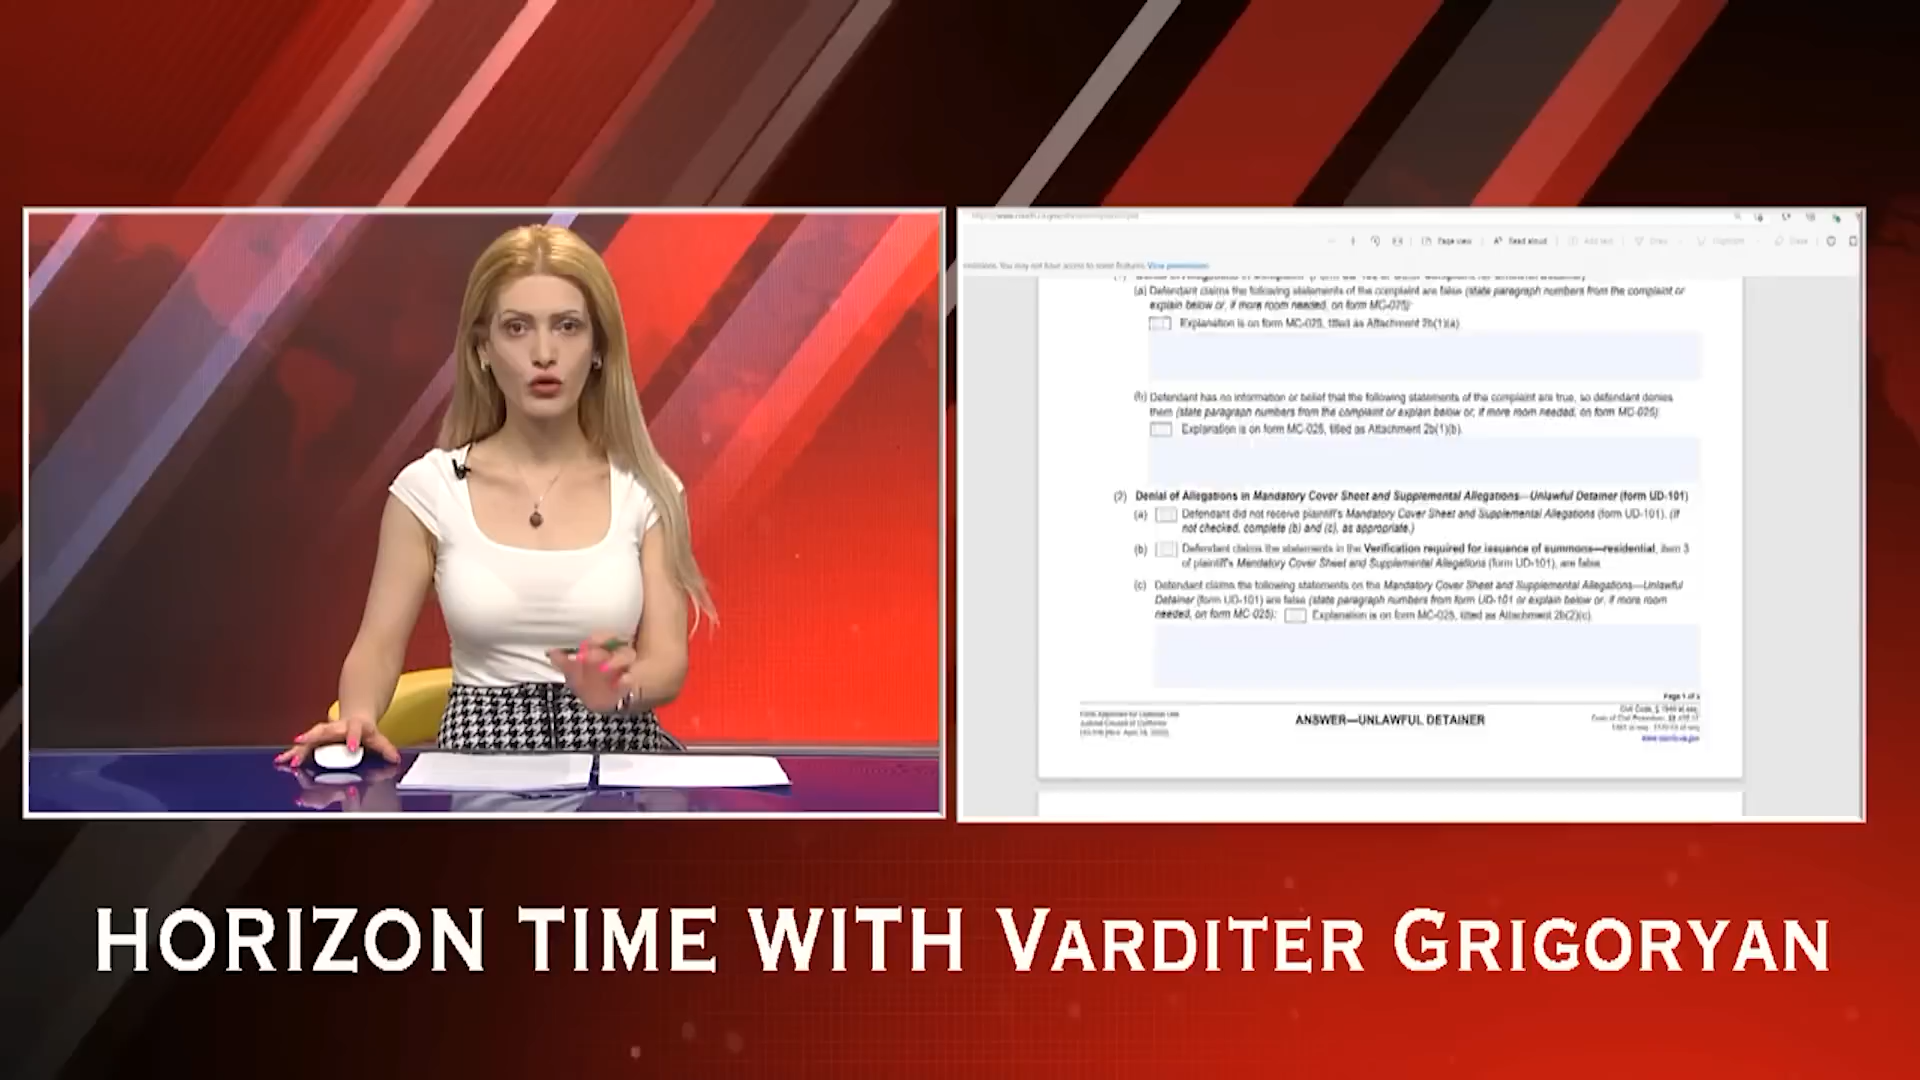 Page view
Read aloud
View permissions
(a) Defendant claims the following statements of the complaint are false (state paragraph numbers from the complaint or
explain below or, if more room needed, on form MC-025):
Explanation is on form MC-025, titled as Attachment 2b(1)(a)
(b) Defendant has no information or belief that the following statements of the complaint are true, so defendant denies
them (state paragraph numbers from the complaint or explain below or, if more room needed, on form MC-025):
Explanation is on form MC-025, titled as Attachment 2b(1)(b).
(2) Denial of Allegations in Mandatory Cover Sheet and Supplemental Allegations—Unlawful Detainer (form UD-101)
(a) Defendant did not receive plaintiff's Mandatory Cover Sheet and Supplemental Allegations (form UD-101). (If
not checked, complete (b) and (c), as appropriate.)
(b) Defendant claims the statements in the Verification required for issuance of summons—residential, item 3
of plaintiff's Mandatory Cover Sheet and Supplemental Allegations (form UD-101), are false.
(c) Defendant claims the following statements on the Mandatory Cover Sheet and Supplemental Allegations—Unlawful
Detainer (form UD-101) are false (state paragraph numbers from form UD-101 or explain below or, if more room
needed, on form MC-025): Explanation is on form MC-025, titled as Attachment 2b(2)(c).
ANSWER—UNLAWFUL DETAINER
HORIZON TIME WITH VARDITER GRIGORYAN